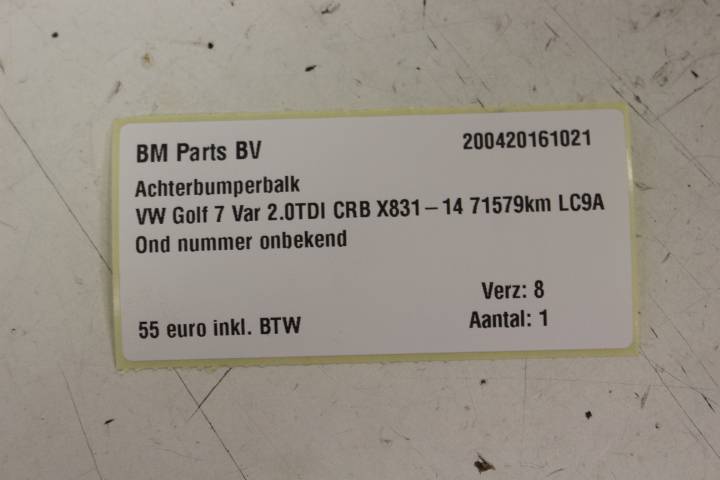 BM Parts BV 200420161021
Achterbumperbalk
VW Golf 7 Var 2.0TDI CRB X831-14 71579km LC9A
Ond nummer onbekend
Verz: 8
55 euro inkl. BTW Aantal: 1